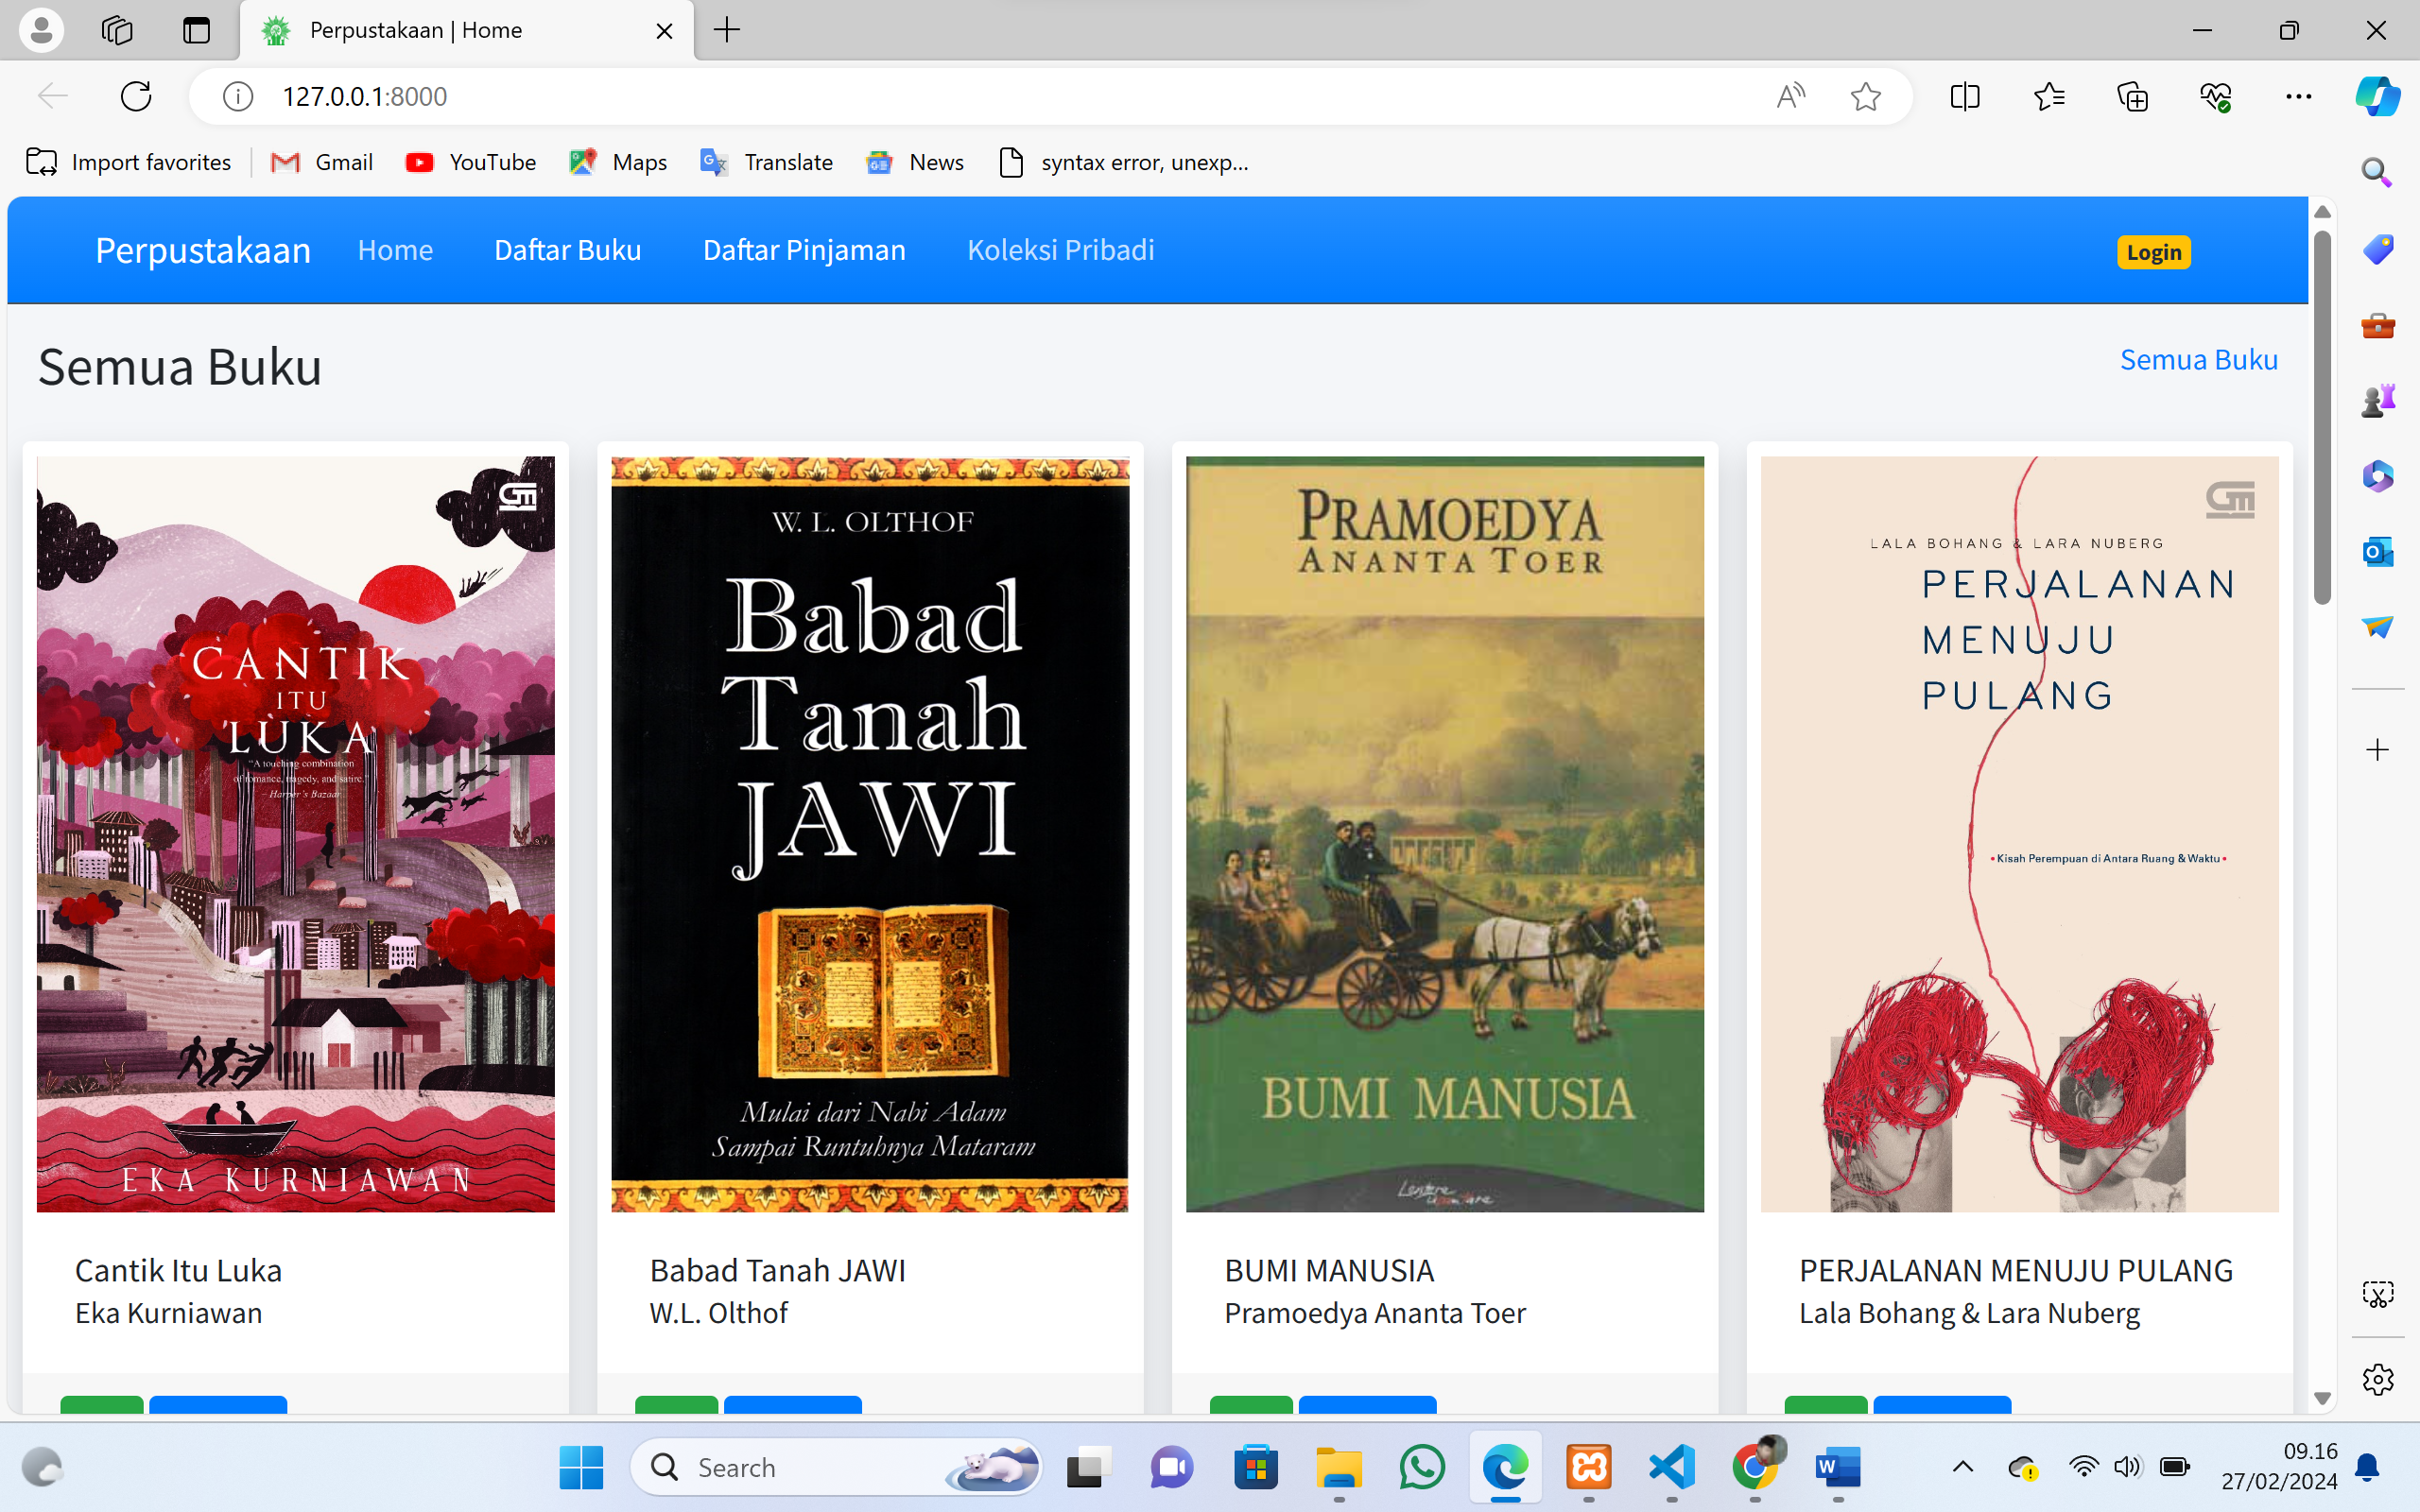 Perpustakaan | Home
127.0.0.1:8000
Import favorites
Gmail
YouTube
Maps
Translate
News
syntax error, unexp...
Perpustakaan
Home
Daftar Buku
Daftar Pinjaman
Koleksi Pribadi
Login
Semua Buku
Semua Buku
CANTIK
ITU
LUKA
"A touching combination
of romance, tragedy, and satire."
– Harper's Bazaar
EKA KURNIAWAN
Cantik Itu Luka
Eka Kurniawan
W. L. OLTHOF
Babad
Tanah
JAWI
Mulai dari Nabi Adam
Sampai Runtuhnya Mataram
Babad Tanah JAWI
W.L. Olthof
PRAMOEDYA
ANANTA TOER
BUMI MANUSIA
Lentera
BUMI MANUSIA
Pramoedya Ananta Toer
GM
LALA BOHANG & LARA NUBERG
PERJALANAN
MENUJU
PULANG
• Kisah Perempuan di Antara Ruang & Waktu •
PERJALANAN MENUJU PULANG
Lala Bohang & Lara Nuberg
Search
09.16
27/02/2024